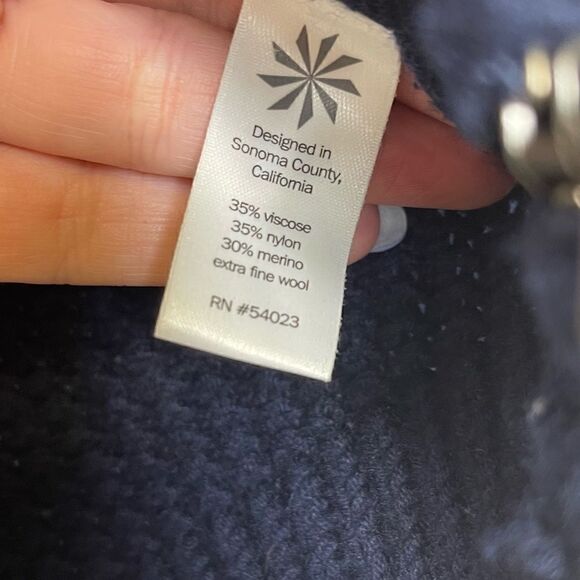 Designed in
Sonoma County,
California
35% viscose
35% nylon
30% merino
extra fine wool
RN #54023